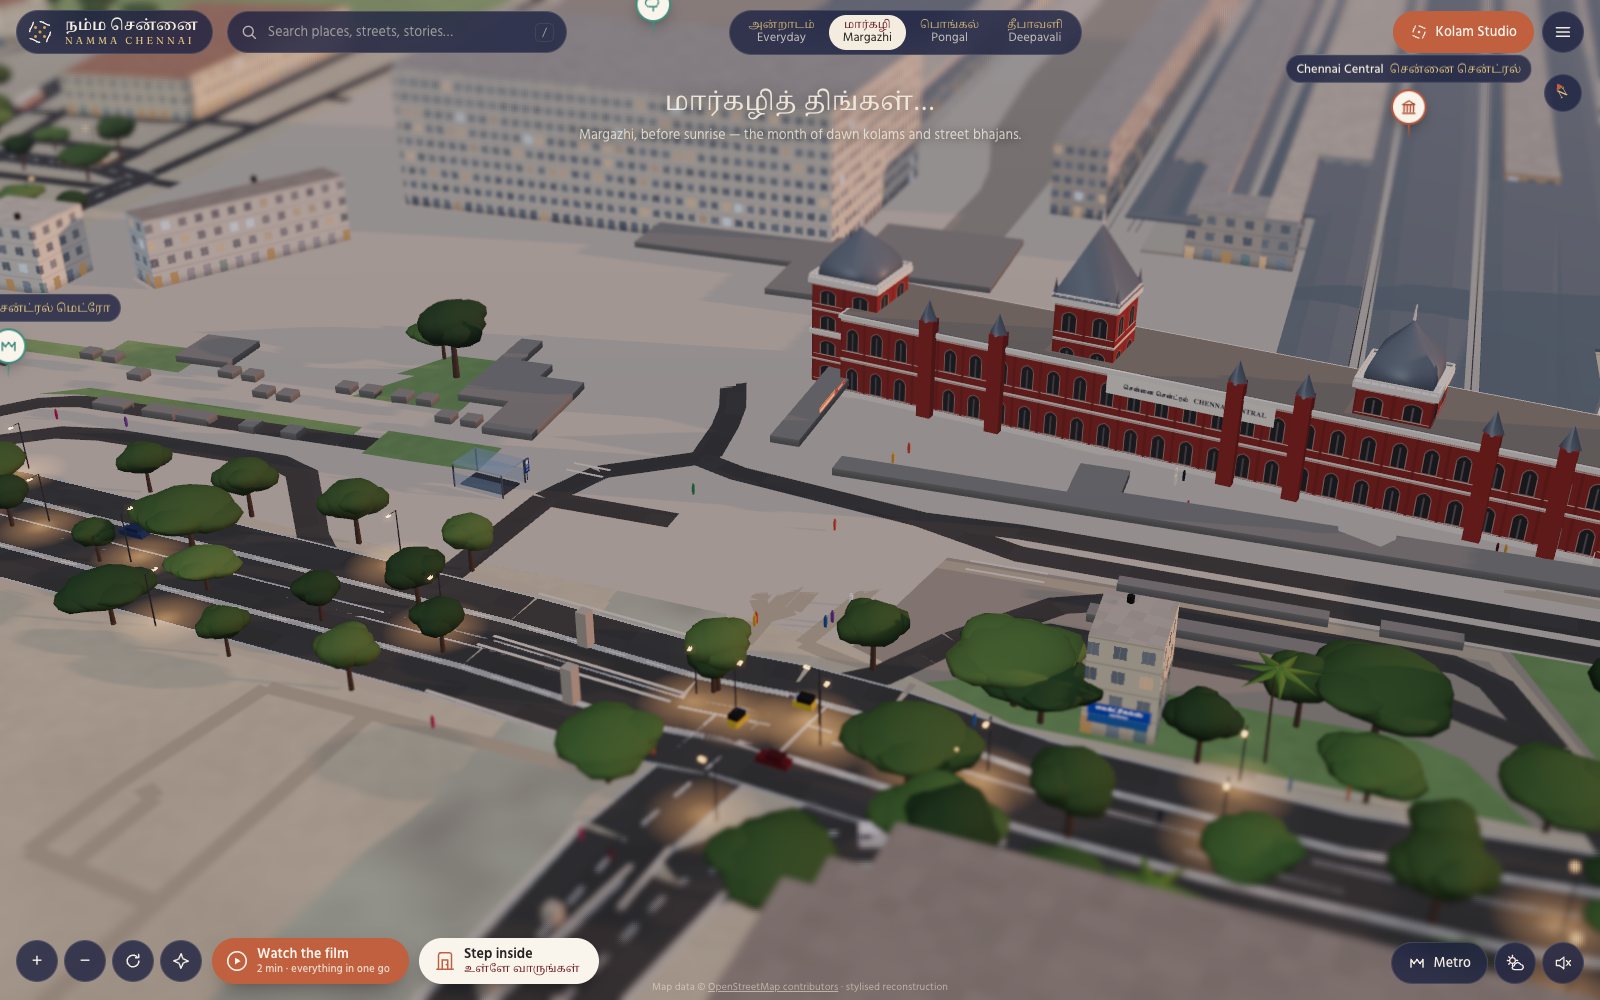 நம்ம சென்னை
NAMMA CHENNAI
Search places, streets, stories...
/
அன்றாடம்
Everyday
மார்கழி
Margazhi
பொங்கல்
Pongal
தீபாவளி
Deepavali
Kolam Studio
Chennai Central சென்னை சென்ட்ரல்
மார்கழித் திங்கள்...
Margazhi, before sunrise — the month of dawn kolams and street bhajans.
சென்ட்ரல் மெட்ரோ
சென்னை சென்ட்ரல்
Watch the film
2 min · everything in one go
Step inside
உள்ளே வாருங்கள்
Metro
Map data © OpenStreetMap contributors · stylised reconstruction